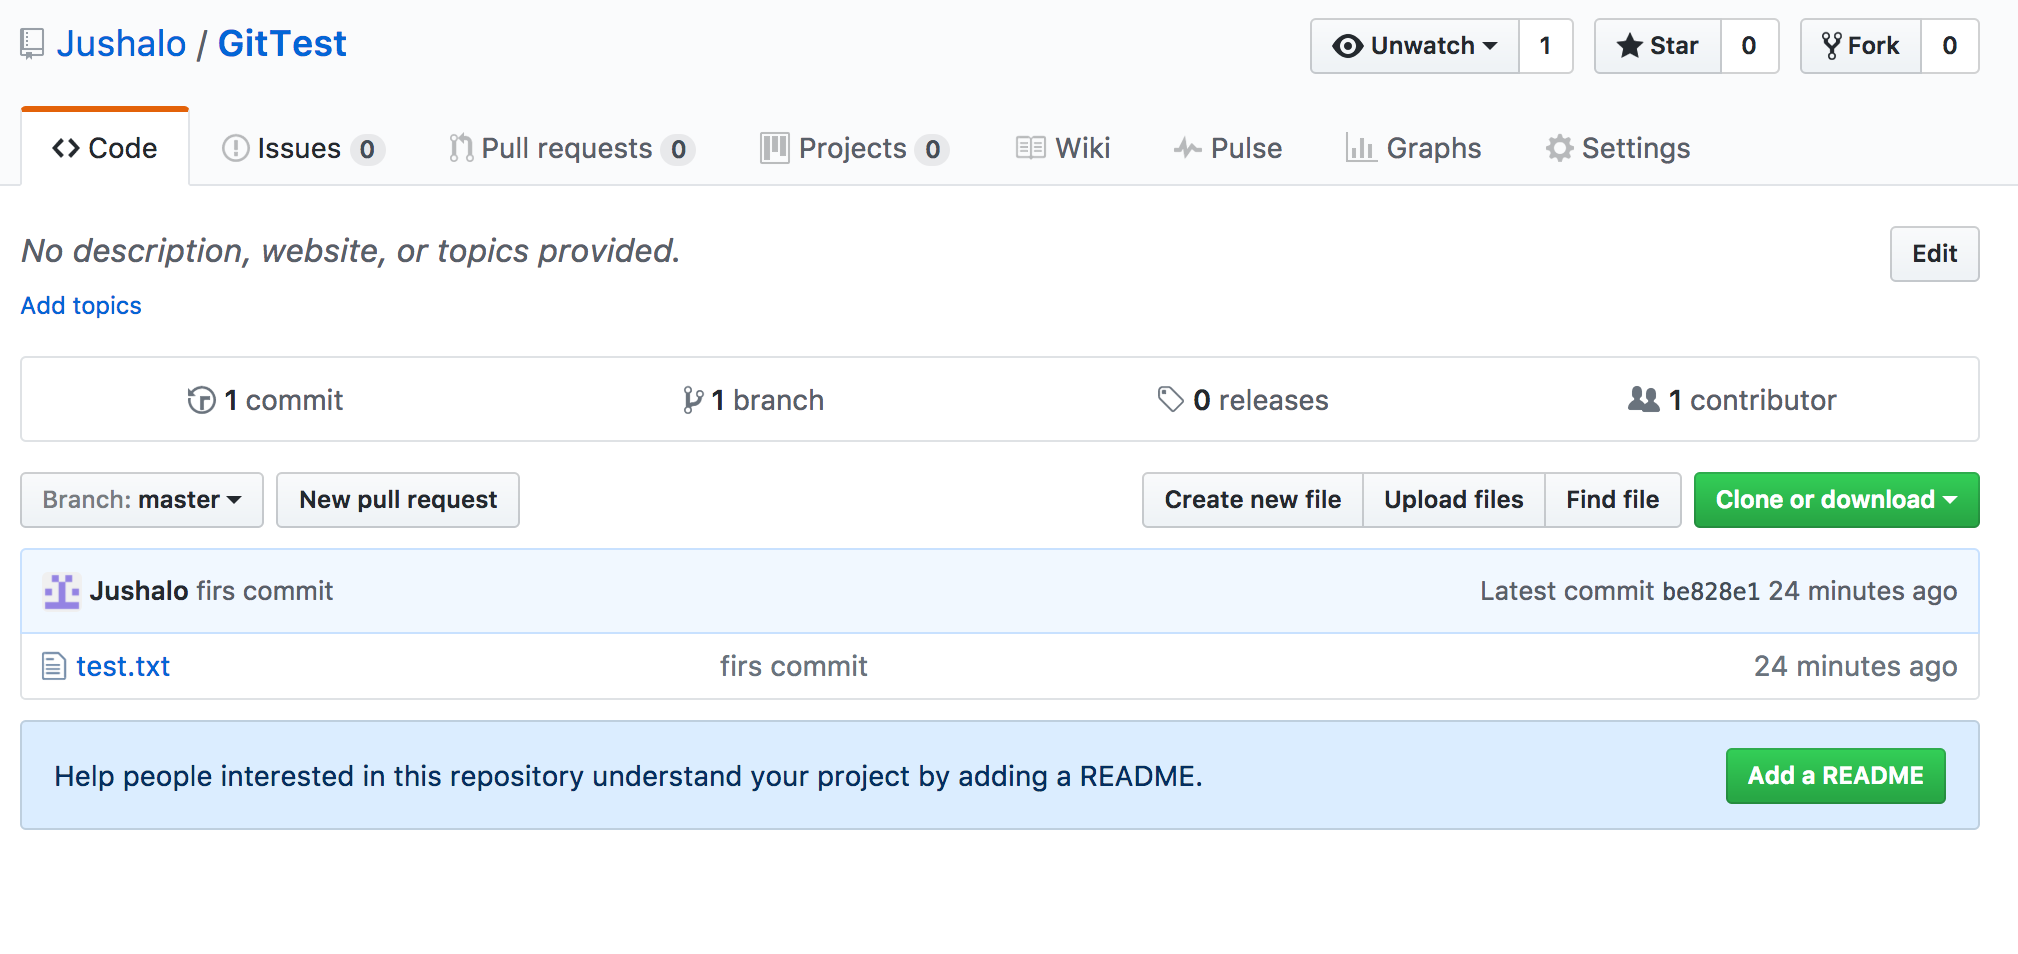 Jushalo / GitTest Unwatch 1 Star 0 Fork 0
Code Issues 0 Pull requests 0 Projects 0 Wiki Pulse Graphs Settings
No description, website, or topics provided. Edit
Add topics
1 commit 1 branch 0 releases 1 contributor
Branch: master New pull request Create new file Upload files Find file Clone or download
Jushalo firs commit Latest commit be828e1 24 minutes ago
test.txt firs commit 24 minutes ago
Help people interested in this repository understand your project by adding a README. Add a README